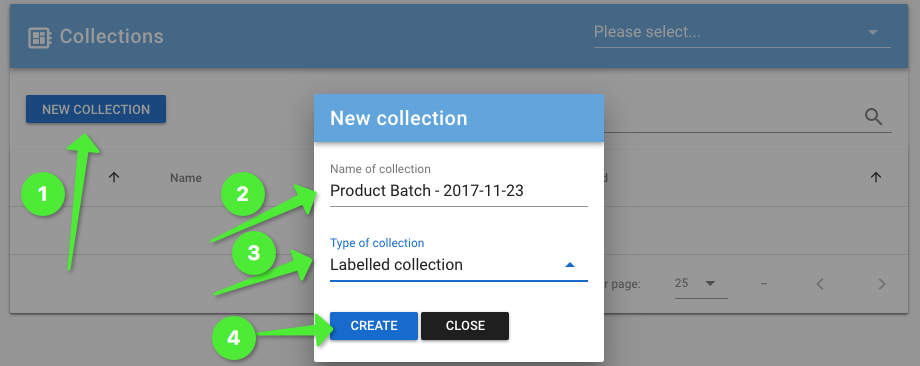 Collections
Please select...
NEW COLLECTION
New collection
1
Name
2
Name of collection
Product Batch - 2017-11-23
3
Type of collection
Labelled collection
page:
25
–
4
CREATE
CLOSE